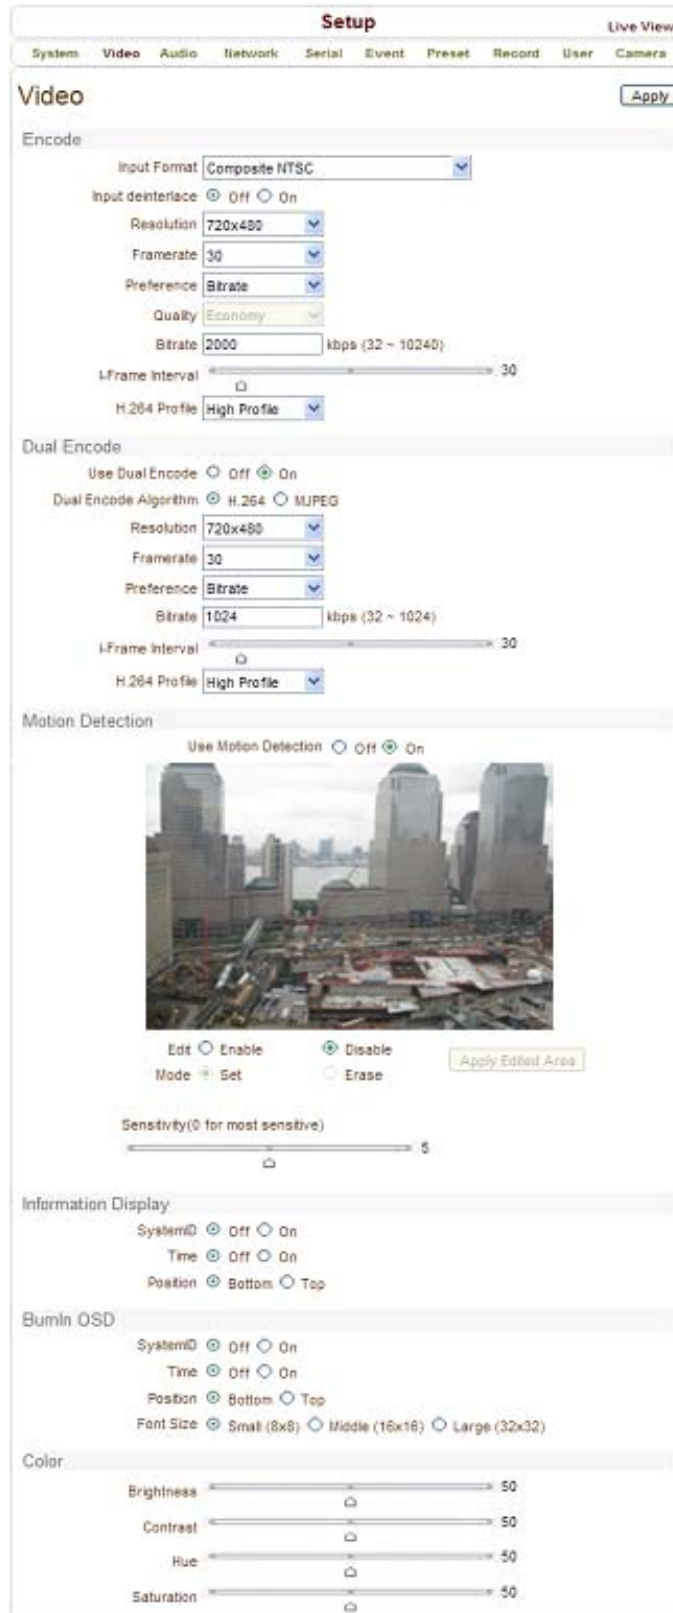 Setup
Live View
System Video Audio Network Serial Event Preset Record User Camera
Video
Apply
Encode
Input Format Composite NTSC
Input deinterlace Off On
Resolution 720x480
Framerate 30
Preference Bitrate
Quality Economy
Bitrate 2000 kbps (32 ~ 10240)
I-Frame Interval 30
H.264 Profile High Profile
Dual Encode
Use Dual Encode Off On
Dual Encode Algorithm H.264 MJPEG
Resolution 720x480
Framerate 30
Preference Bitrate
Bitrate 1024 kbps (32 ~ 1024)
I-Frame Interval 30
H.264 Profile High Profile
Motion Detection
Use Motion Detection Off On
Edit Enable Disable
Apply Edited Area
Mode Set Erase
Sensitivity(0 for most sensitive)
5
Information Display
SystemID Off On
Time Off On
Position Bottom Top
BurnIn OSD
SystemID Off On
Time Off On
Position Bottom Top
Font Size Small (8x8) Middle (16x16) Large (32x32)
Color
Brightness 50
Contrast 50
Hue 50
Saturation 50